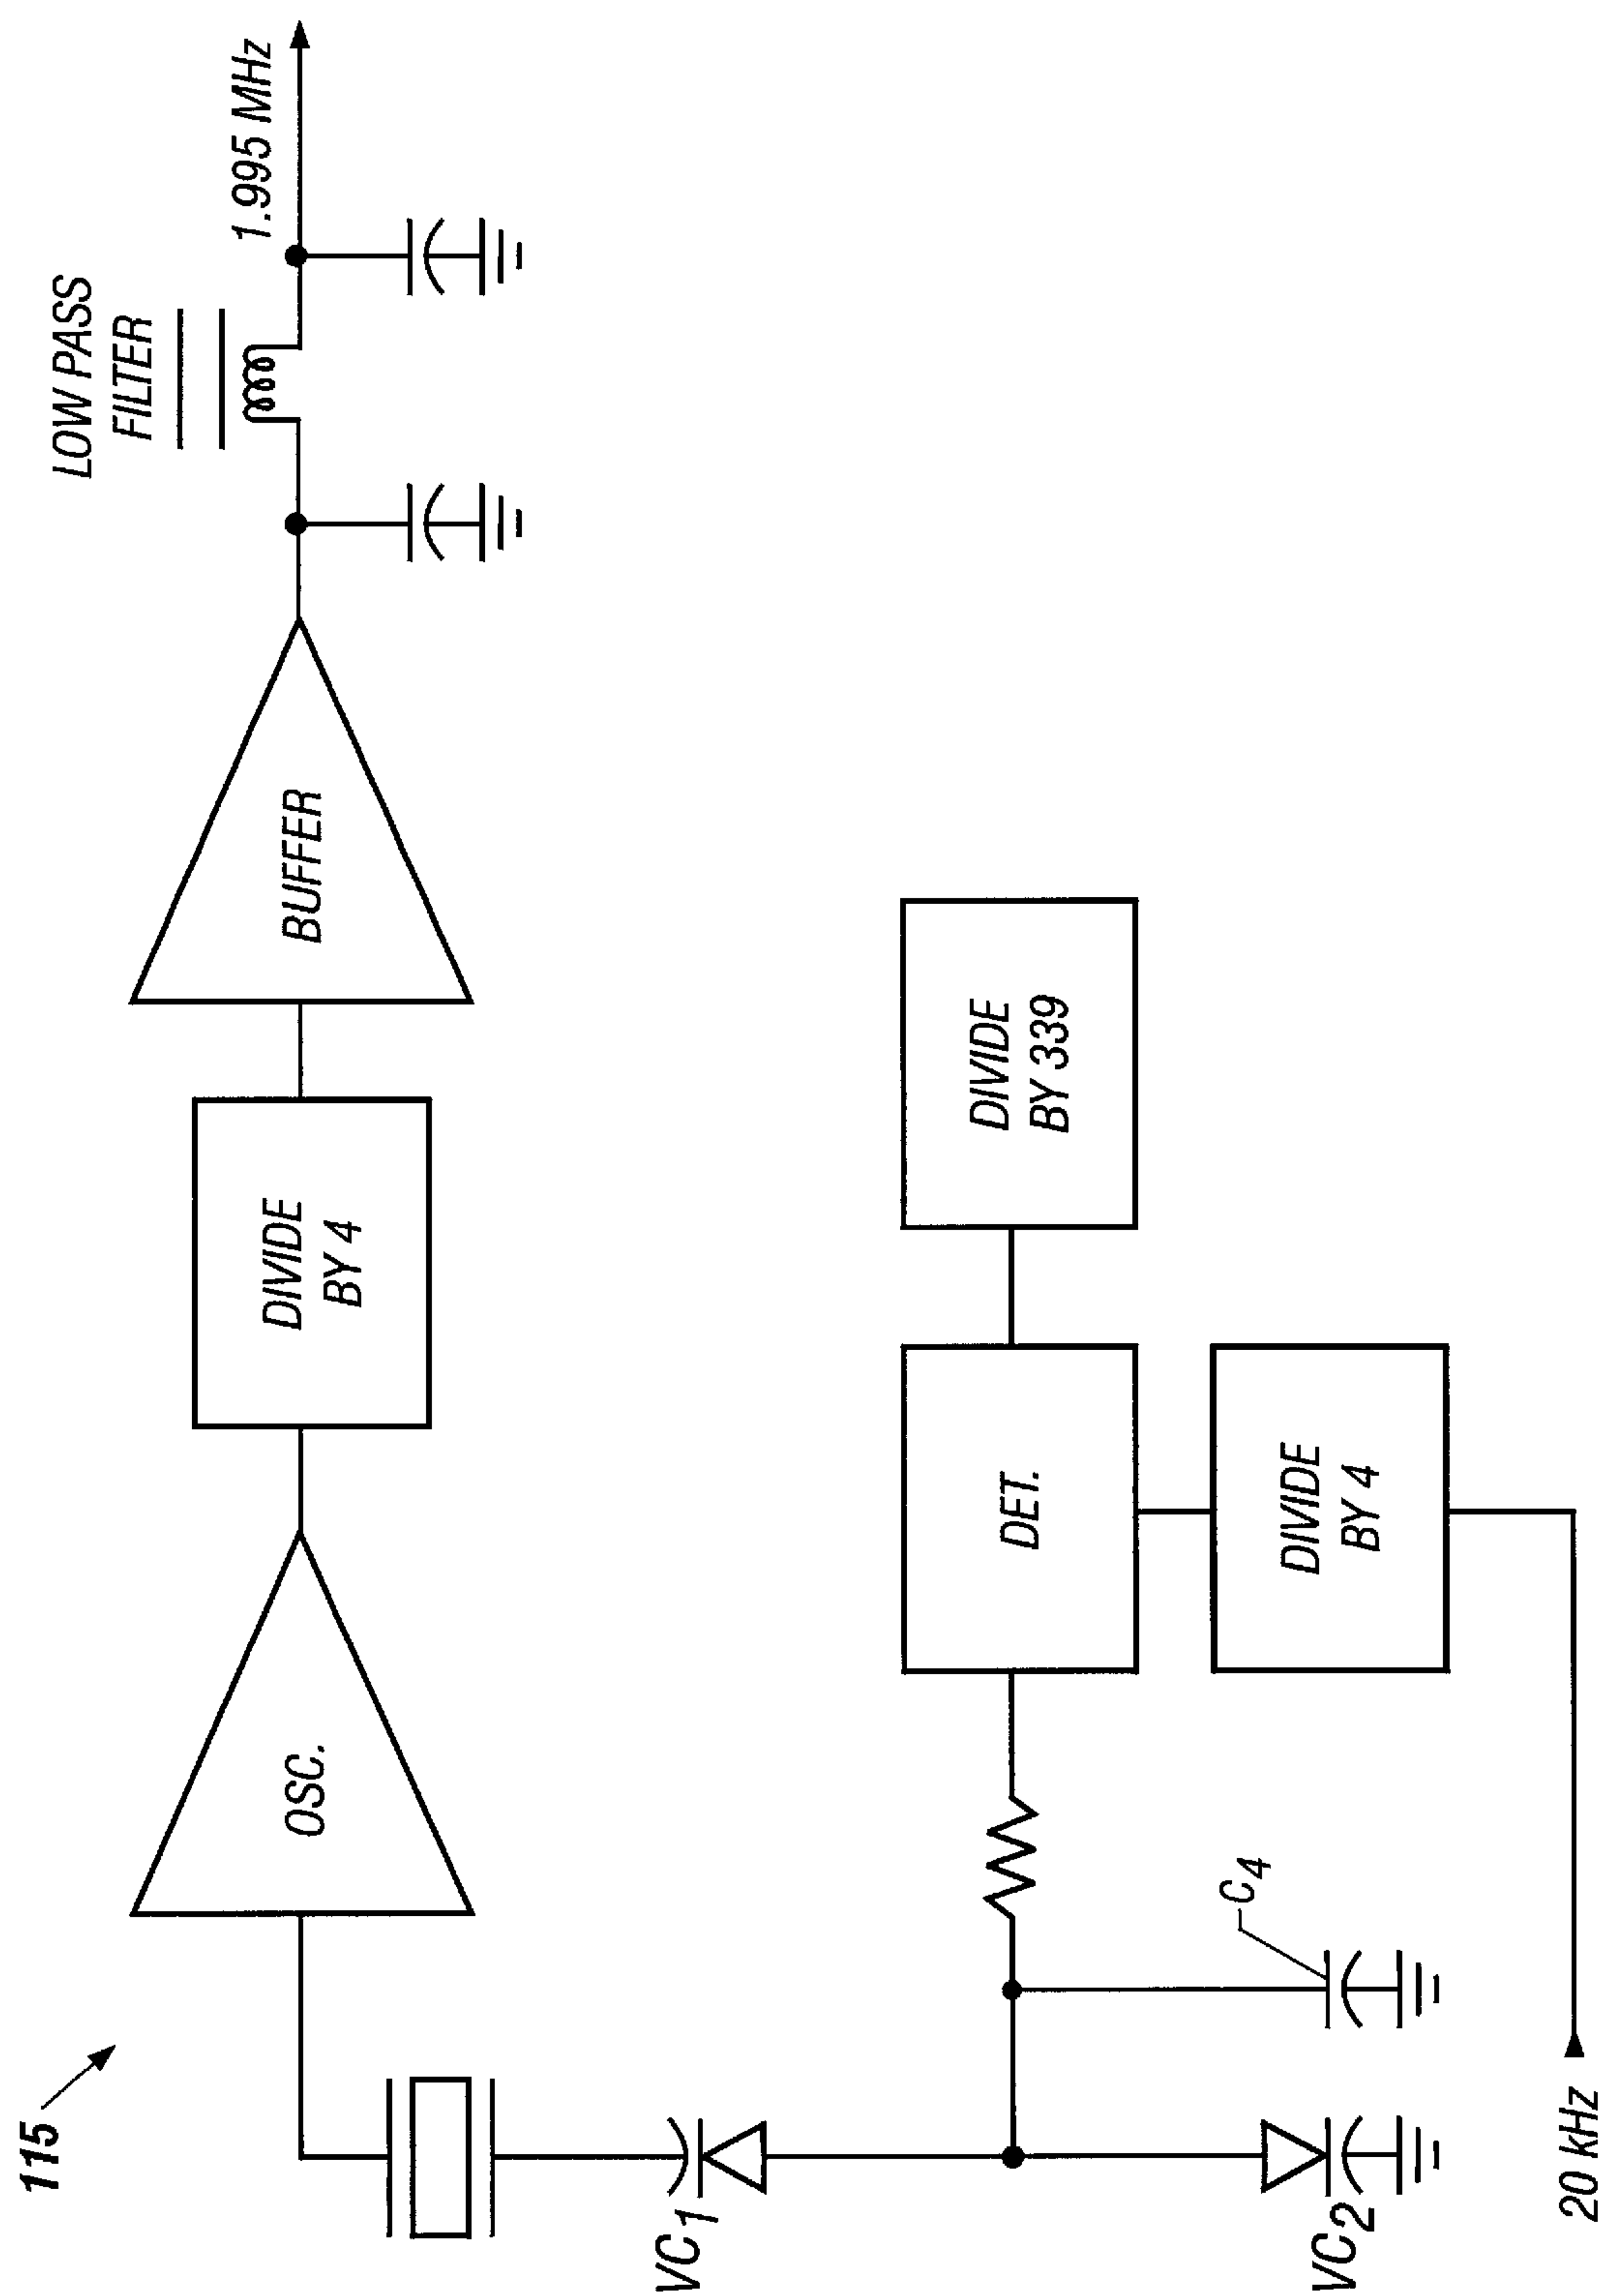 115
OSC.
DIVIDE
BY 4
BUFFER
LOW PASS
FILTER
1.995 MHz
VC1
VC2
C4
DET.
DIVIDE
BY 339
DIVIDE
BY 4
20 kHz